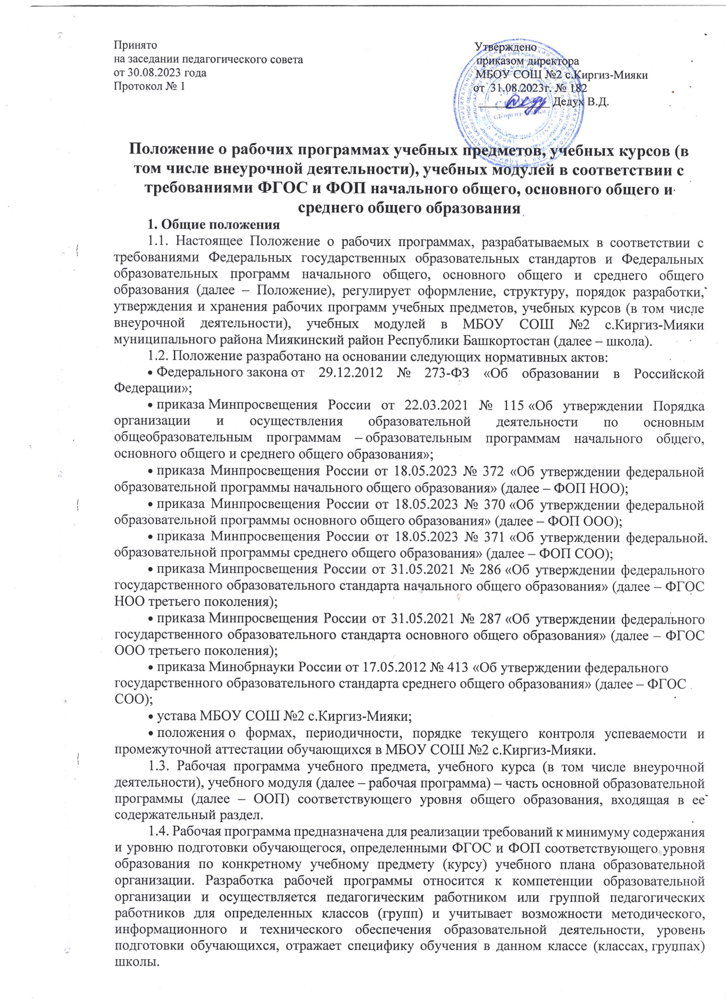 Принято
на заседании педагогического совета
от 30.08.2023 года
Протокол № 1
Утверждено
приказом директора
МБОУ СОШ №2 с.Киргиз-Мияки
от 31.08.2023г. № 182
Дедух В.Д.
Положение о рабочих программах учебных предметов, учебных курсов (в
том числе внеурочной деятельности), учебных модулей в соответствии с
требованиями ФГОС и ФОП начального общего, основного общего и
среднего общего образования
1. Общие положения
1.1. Настоящее Положение о рабочих программах, разрабатываемых в соответствии с
требованиями Федеральных государственных образовательных стандартов и Федеральных
образовательных программ начального общего, основного общего и среднего общего
образования (далее – Положение), регулирует оформление, структуру, порядок разработки,
утверждения и хранения рабочих программ учебных предметов, учебных курсов (в том числе
внеурочной деятельности), учебных модулей в МБОУ СОШ №2 с.Киргиз-Мияки
муниципального района Миякинский район Республики Башкортостан (далее – школа).
1.2. Положение разработано на основании следующих нормативных актов:
• Федерального закона от 29.12.2012 № 273-ФЗ «Об образовании в Российской
Федерации»;
• приказа Минпросвещения России от 22.03.2021 № 115 «Об утверждении Порядка
организации и осуществления образовательной деятельности по основным
общеобразовательным программам – образовательным программам начального общего,
основного общего и среднего общего образования»;
• приказа Минпросвещения России от 18.05.2023 № 372 «Об утверждении федеральной
образовательной программы начального общего образования» (далее – ФОП НОО);
• приказа Минпросвещения России от 18.05.2023 № 370 «Об утверждении федеральной
образовательной программы основного общего образования» (далее – ФОП ООО);
• приказа Минпросвещения России от 18.05.2023 № 371 «Об утверждении федеральной
образовательной программы среднего общего образования» (далее – ФОП СОО);
• приказа Минпросвещения России от 31.05.2021 № 286 «Об утверждении федерального
государственного образовательного стандарта начального общего образования» (далее – ФГОС
НОО третьего поколения);
• приказа Минпросвещения России от 31.05.2021 № 287 «Об утверждении федерального
государственного образовательного стандарта основного общего образования» (далее – ФГОС
ООО третьего поколения);
• приказа Минобрнауки России от 17.05.2012 № 413 «Об утверждении федерального
государственного образовательного стандарта среднего общего образования» (далее – ФГОС
СОО);
• устава МБОУ СОШ №2 с.Киргиз-Мияки;
• положения о формах, периодичности, порядке текущего контроля успеваемости и
промежуточной аттестации обучающихся в МБОУ СОШ №2 с.Киргиз-Мияки.
1.3. Рабочая программа учебного предмета, учебного курса (в том числе внеурочной
деятельности), учебного модуля (далее – рабочая программа) – часть основной образовательной
программы (далее – ООП) соответствующего уровня общего образования, входящая в ее
содержательный раздел.
1.4. Рабочая программа предназначена для реализации требований к минимуму содержания
и уровню подготовки обучающегося, определенными ФГОС и ФОП соответствующего уровня
образования по конкретному учебному предмету (курсу) учебного плана образовательной
организации. Разработка рабочей программы относится к компетенции образовательной
организации и осуществляется педагогическим работником или группой педагогических
работников для определенных классов (групп) и учитывает возможности методического,
информационного и технического обеспечения образовательной деятельности, уровень
подготовки обучающихся, отражает специфику обучения в данном классе (классах, группах)
школы.